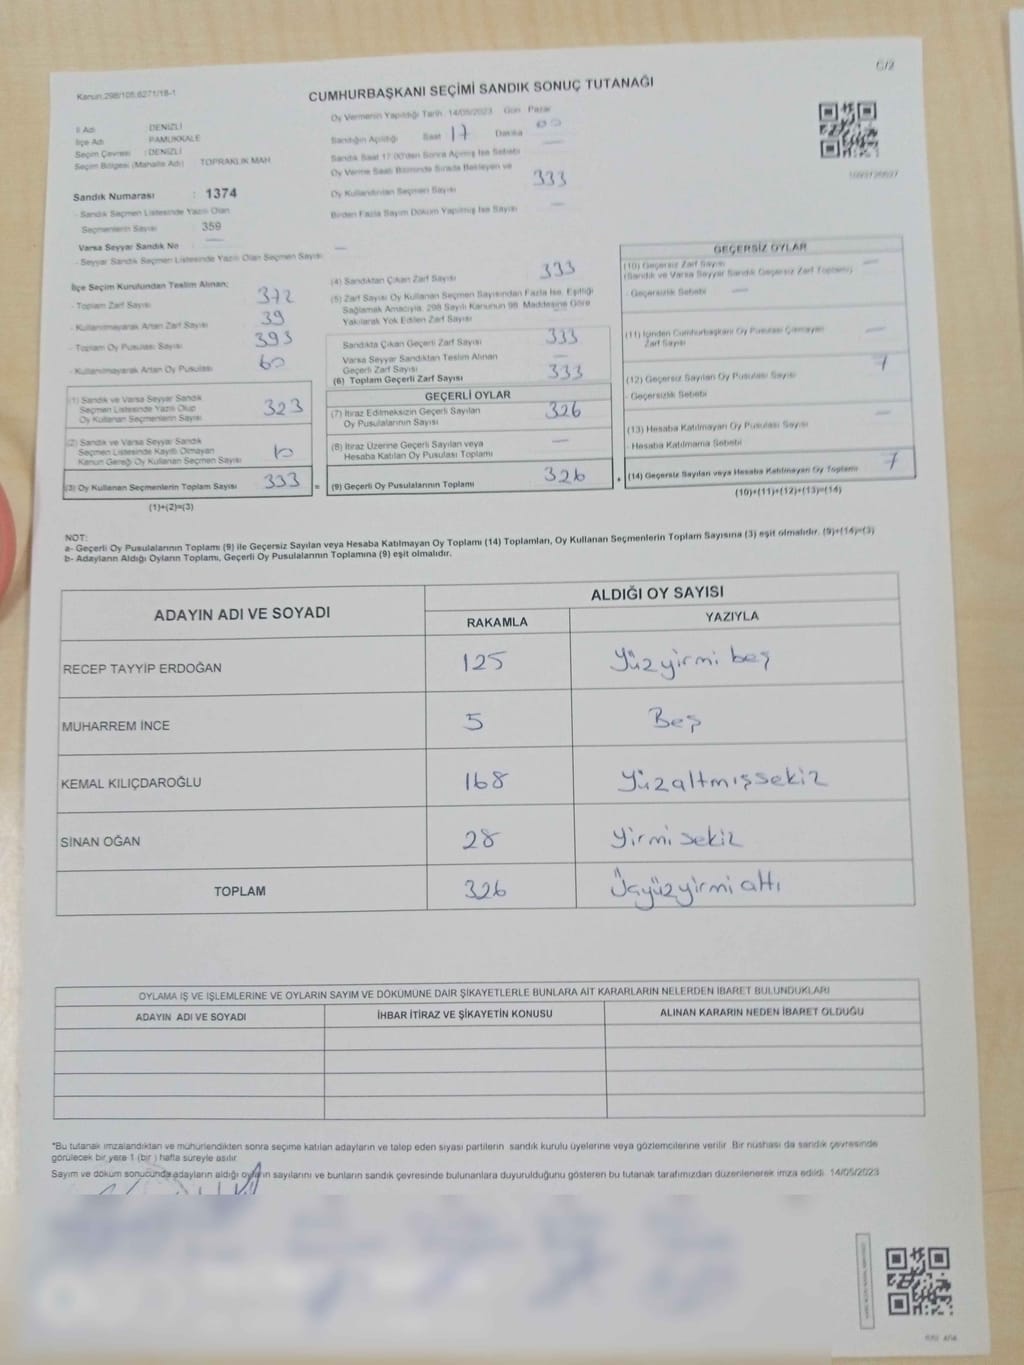 6/2
Kanun:298/105,6271/18-1
CUMHURBAŞKANI SEÇİMİ SANDIK SONUÇ TUTANAĞI
İl Adı DENİZLİ
İlçe Adı PAMUKKALE
Seçim Çevresi : DENİZLİ
Seçim Bölgesi (Mahalle Adı) TOPRAKLIK MAH.
Sandık Numarası : 1374
- Sandık Seçmen Listesinde Yazılı Olan
Seçmenlerin Sayısı 359
Varsa Seyyar Sandık No —
- Seyyar Sandık Seçmen Listesinde Yazılı Olan Seçmen Sayısı —
Oy Vermenin Yapıldığı Tarih : 14/05/2023 Gün Pazar
Sandığın Açıldığı Saat 17 Dakika 00
Sandık Saat 17:00'den Sonra Açılmış İse Sebebi —
Oy Verme Saati Bitiminde Sırada Bekleyen ve
Oy Kullandırılan Seçmen Sayısı 333
Birden Fazla Sayım Döküm Yapılmış İse Sayısı —
İlçe Seçim Kurulundan Teslim Alınan;
- Toplam Zarf Sayısı 372
- Kullanılmayarak Artan Zarf Sayısı 39
- Toplam Oy Pusulası Sayısı 393
- Kullanılmayarak Artan Oy Pusulası 60
(1) Sandık ve Varsa Seyyar Sandık
Seçmen Listesinde Yazılı Olup
Oy Kullanan Seçmenlerin Sayısı 323
(2) Sandık ve Varsa Seyyar Sandık
Seçmen Listesinde Kayıtlı Olmayan
Kanun Gereği Oy Kullanan Seçmen Sayısı
(3) Oy Kullanan Seçmenlerin Toplam Sayısı 333 =
(1)+(2)=(3)
(4) Sandıktan Çıkan Zarf Sayısı 333
(5) Zarf Sayısı Oy Kullanan Seçmen Sayısından Fazla İse, Eşitliği
Sağlamak Amacıyla, 298 Sayılı Kanunun 98. Maddesine Göre
Yakılarak Yok Edilen Zarf Sayısı —
Sandıkta Çıkan Geçerli Zarf Sayısı 333
Varsa Seyyar Sandıktan Teslim Alınan
Geçerli Zarf Sayısı —
(6) Toplam Geçerli Zarf Sayısı 333
GEÇERLİ OYLAR
(7) İtiraz Edilmeksizin Geçerli Sayılan
Oy Pusulalarının Sayısı 326
(8) İtiraz Üzerine Geçerli Sayılan veya
Hesaba Katılan Oy Pusulası Toplamı —
(9) Geçerli Oy Pusulalarının Toplamı 326 +
GEÇERSİZ OYLAR
(10) Geçersiz Zarf Sayısı —
(Sandık ve Varsa Seyyar Sandık Geçersiz Zarf Toplamı)
- Geçersizlik Sebebi —
(11) İçinden Cumhurbaşkanı Oy Pusulası Çıkmayan
Zarf Sayısı —
(12) Geçersiz Sayılan Oy Pusulası Sayısı 7
- Geçersizlik Sebebi
(13) Hesaba Katılmayan Oy Pusulası Sayısı —
- Hesaba Katılmama Sebebi
(14) Geçersiz Sayılan veya Hesaba Katılmayan Oy Toplamı 7
(10)+(11)+(12)+(13)=(14)
NOT:
a- Geçerli Oy Pusulalarının Toplamı (9) ile Geçersiz Sayılan veya Hesaba Katılmayan Oy Toplamı (14) Toplamları, Oy Kullanan Seçmenlerin Toplam Sayısına (3) eşit olmalıdır. (9)+(14)=(3)
b- Adayların Aldığı Oyların Toplamı, Geçerli Oy Pusulalarının Toplamına (9) eşit olmalıdır.
ADAYIN ADI VE SOYADI ALDIĞI OY SAYISI
RAKAMLA YAZIYLA
RECEP TAYYİP ERDOĞAN 125 Yüzyirmi beş
MUHARREM İNCE 5 Beş
KEMAL KILIÇDAROĞLU 168 Yüzaltmışsekiz
SİNAN OĞAN 28 Yirmi sekiz
TOPLAM 326 Üçyüzyirmi altı
OYLAMA İŞ VE İŞLEMLERİNE VE OYLARIN SAYIM VE DÖKÜMÜNE DAİR ŞİKAYETLERLE BUNLARA AİT KARARLARIN NELERDEN İBARET BULUNDUKLARI
ADAYIN ADI VE SOYADI İHBAR İTİRAZ VE ŞİKAYETİN KONUSU ALINAN KARARIN NEDEN İBARET OLDUĞU
*Bu tutanak imzalandıktan ve mühürlendikten sonra seçime katılan adayların ve talep eden siyasi partilerin sandık kurulu üyelerine veya gözlemcilerine verilir. Bir nüshası da sandık çevresinde
görülecek bir yere 1 (bir) hafta süreyle asılır.
Sayım ve döküm sonucunda adayların aldığı oyların sayılarını ve bunların sandık çevresinde bulunanlara duyurulduğunu gösteren bu tutanak tarafımızdan düzenlenerek imza edildi. 14/05/2023